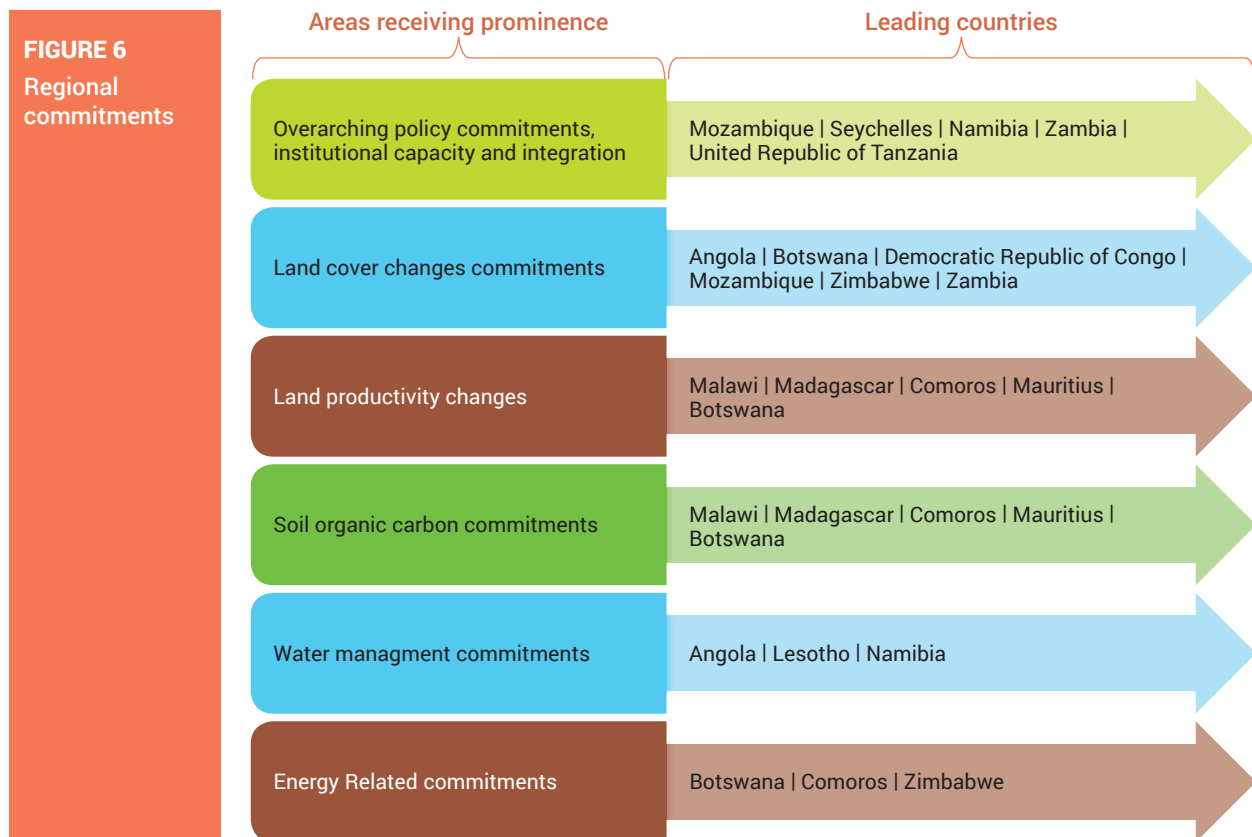 FIGURE 6
Regional
commitments
Areas receiving prominence
Leading countries
Overarching policy commitments,
institutional capacity and integration
Mozambique | Seychelles | Namibia | Zambia |
United Republic of Tanzania
Land cover changes commitments
Angola | Botswana | Democratic Republic of Congo |
Mozambique | Zimbabwe | Zambia
Land productivity changes
Malawi | Madagascar | Comoros | Mauritius |
Botswana
Soil organic carbon commitments
Malawi | Madagascar | Comoros | Mauritius |
Botswana
Water managment commitments
Angola | Lesotho | Namibia
Energy Related commitments
Botswana | Comoros | Zimbabwe